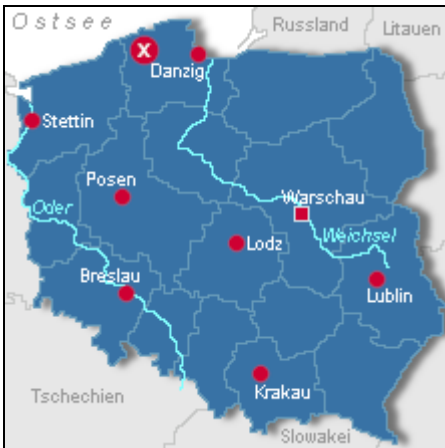 Ostsee
Russland
Litauen
X
Danzig
Stettin
Posen
Warschau
Oder
Weichsel
Lodz
Breslau
Lublin
Krakau
Tschechien
Slowakei